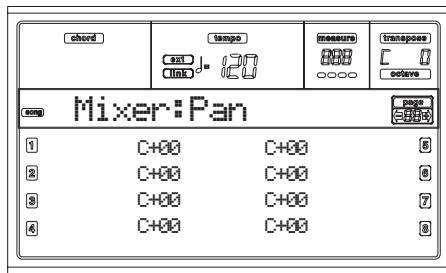 chord tempo measure transpose
ext ♩= 120 888 C 0
link octave
song Mixer:Pan page
88
1 C+00 C+00 5
2 C+00 C+00 6
3 C+00 C+00 7
4 C+00 C+00 8